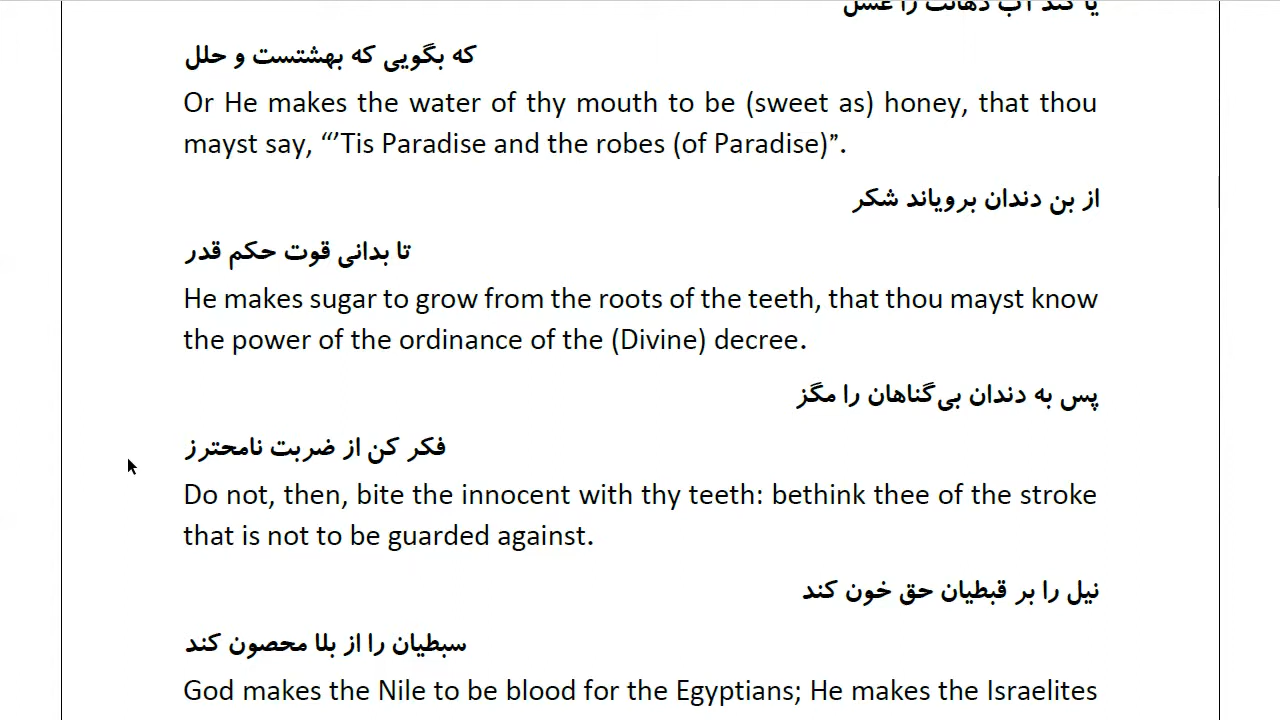 یا کند آب دهانت را عسل
که بگویی که بهشتست و حلل
Or He makes the water of thy mouth to be (sweet as) honey, that thou
mayst say, “’Tis Paradise and the robes (of Paradise)”.
از بن دندان برویاند شکر
تا بدانی قوت حکم قدر
He makes sugar to grow from the roots of the teeth, that thou mayst know
the power of the ordinance of the (Divine) decree.
پس به دندان بی‌گناهان را مگز
فکر کن از ضربت نامحترز
Do not, then, bite the innocent with thy teeth: bethink thee of the stroke
that is not to be guarded against.
نیل را بر قبطیان حق خون کند
سبطیان را از بلا محصون کند
God makes the Nile to be blood for the Egyptians; He makes the Israelites